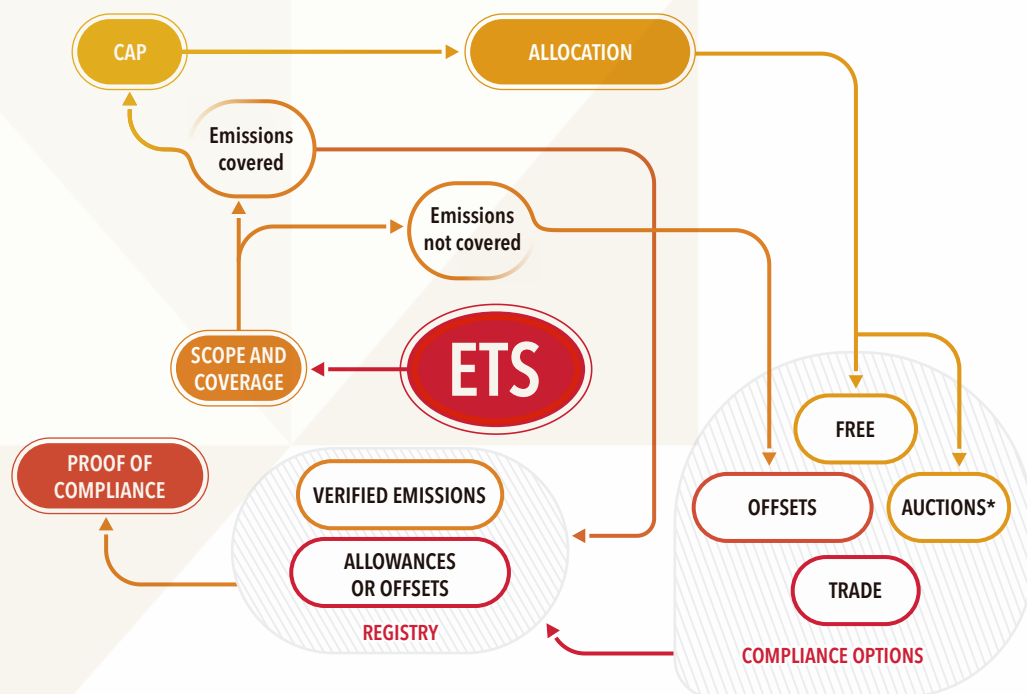 CAP
ALLOCATION
Emissions
covered
Emissions
not covered
SCOPE AND
COVERAGE
ETS
FREE
PROOF OF
COMPLIANCE
VERIFIED EMISSIONS
OFFSETS
AUCTIONS*
ALLOWANCES
OR OFFSETS
TRADE
REGISTRY
COMPLIANCE OPTIONS